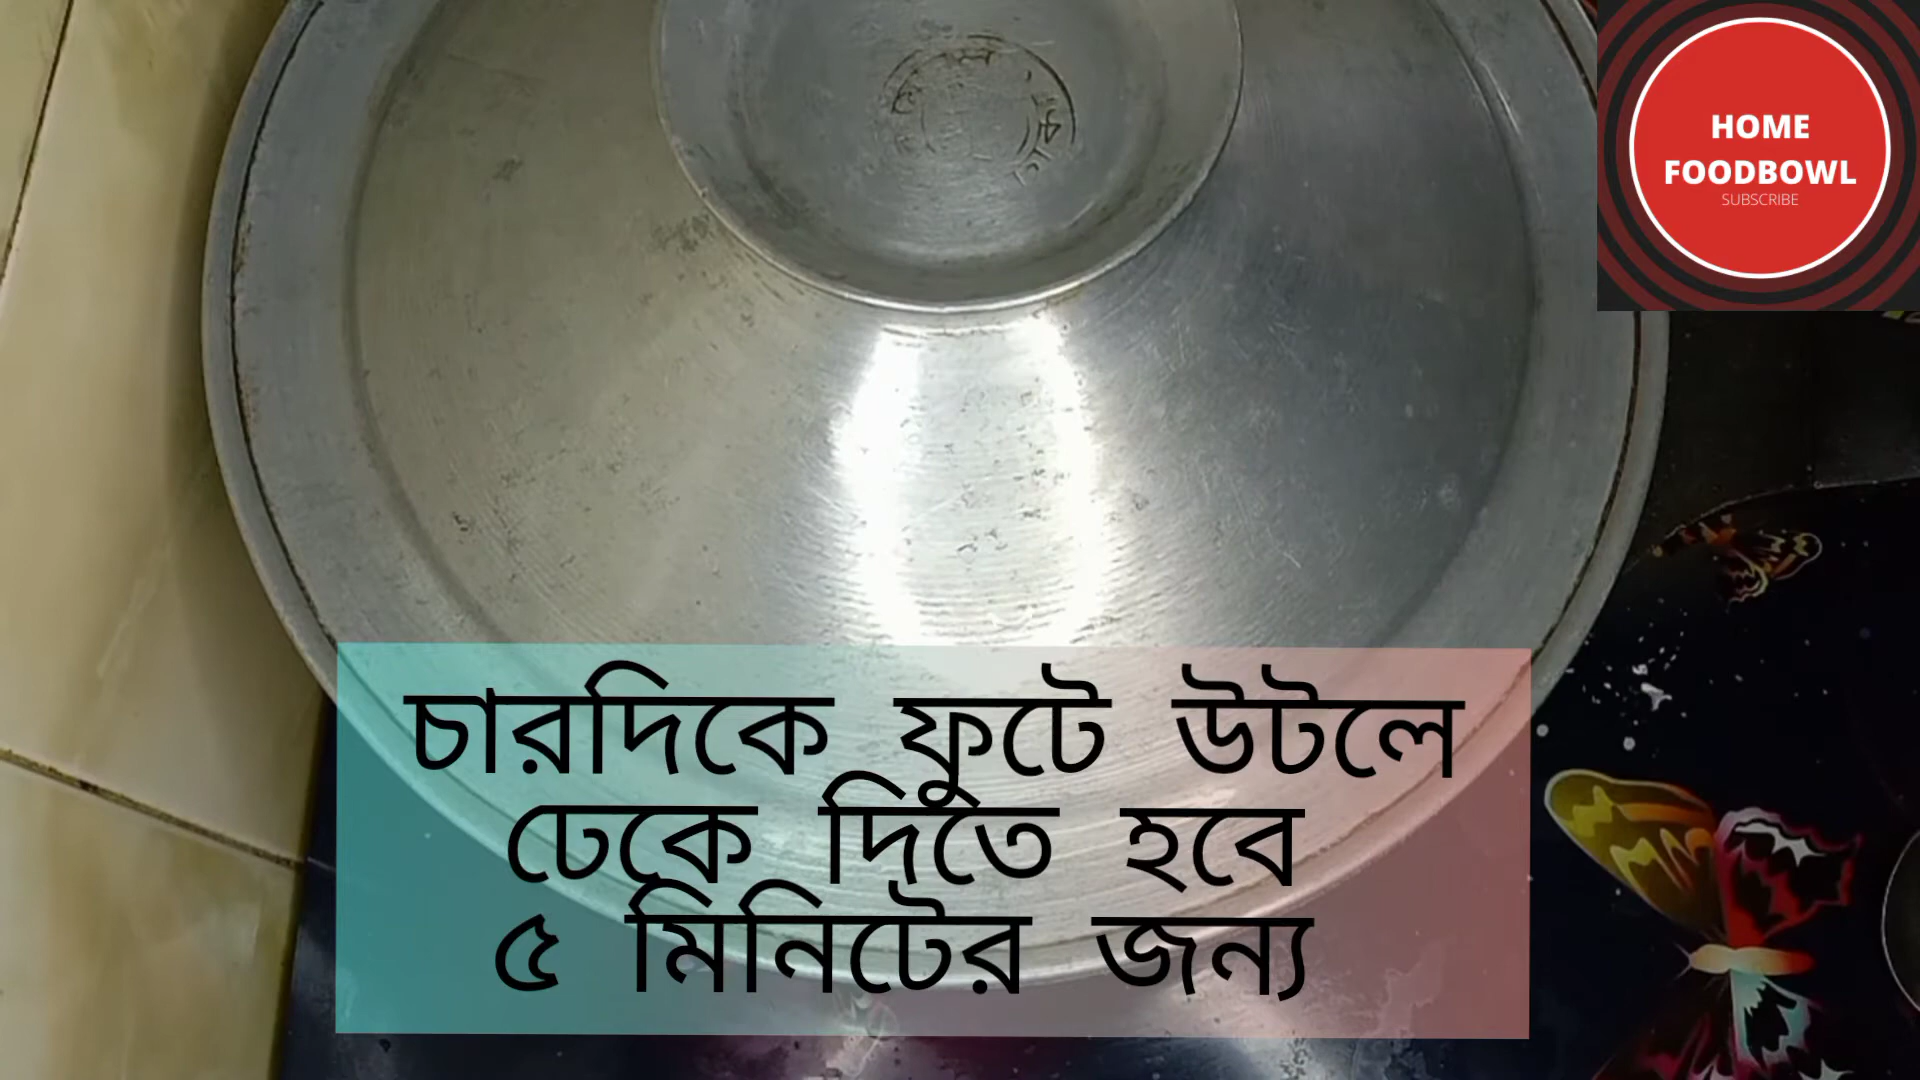 HOME
FOODBOWL
SUBSCRIBE
চারদিকে ফুটে উটলে
ঢেকে দিতে হবে
৫ মিনিটের জন্য